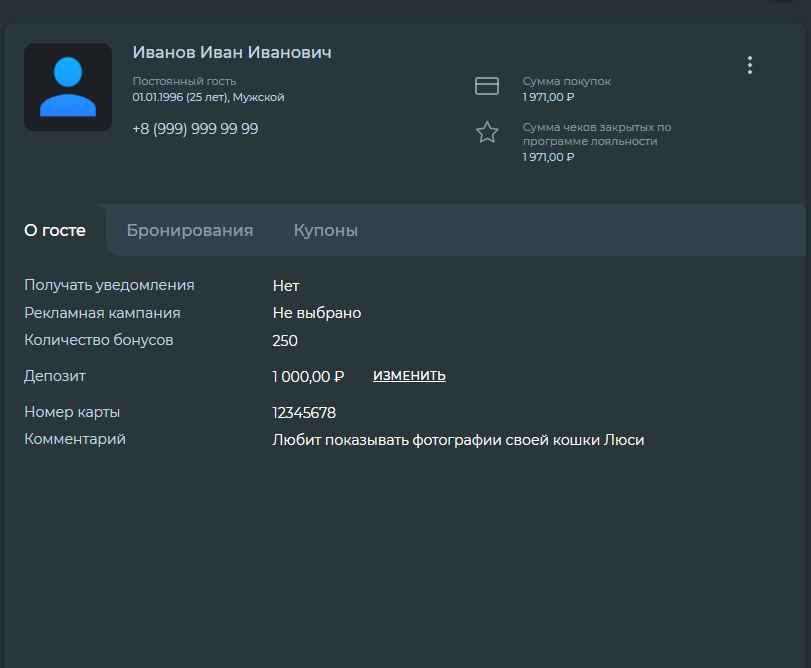 Иванов Иван Иванович
Постоянный гость
01.01.1996 (25 лет), Мужской
+8 (999) 999 99 99
Сумма покупок
1 971,00 ₽
Сумма чеков закрытых по
программе лояльности
1 971,00 ₽
О госте Бронирования Купоны
Получать уведомления Нет
Рекламная кампания Не выбрано
Количество бонусов 250
Депозит 1 000,00 ₽ ИЗМЕНИТЬ
Номер карты 12345678
Комментарий Любит показывать фотографии своей кошки Люси